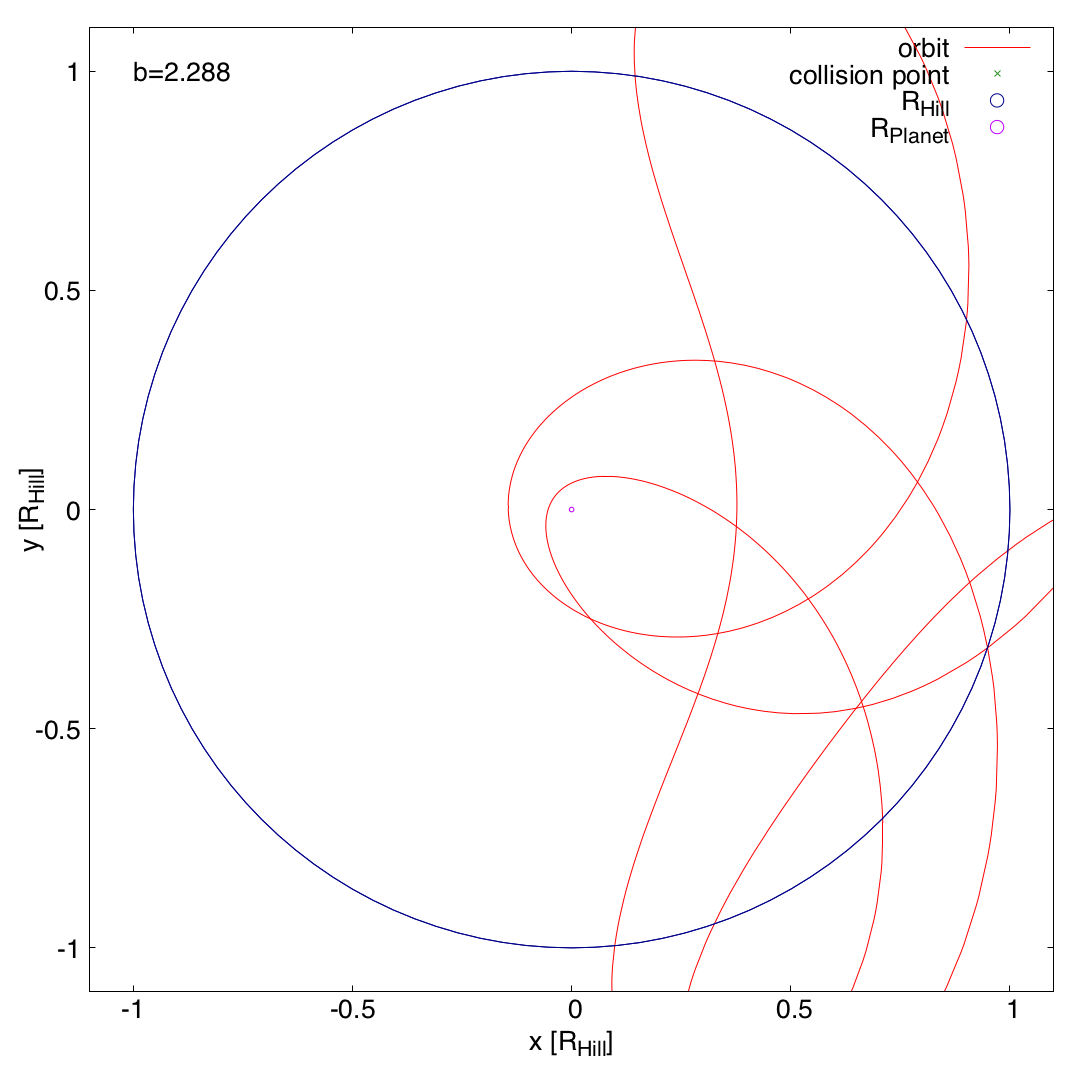 b=2.288
orbit
collision point
R_Hill
R_Planet
1
0.5
0
-0.5
-1
y [R_Hill]
-1
-0.5
0
0.5
1
x [R_Hill]